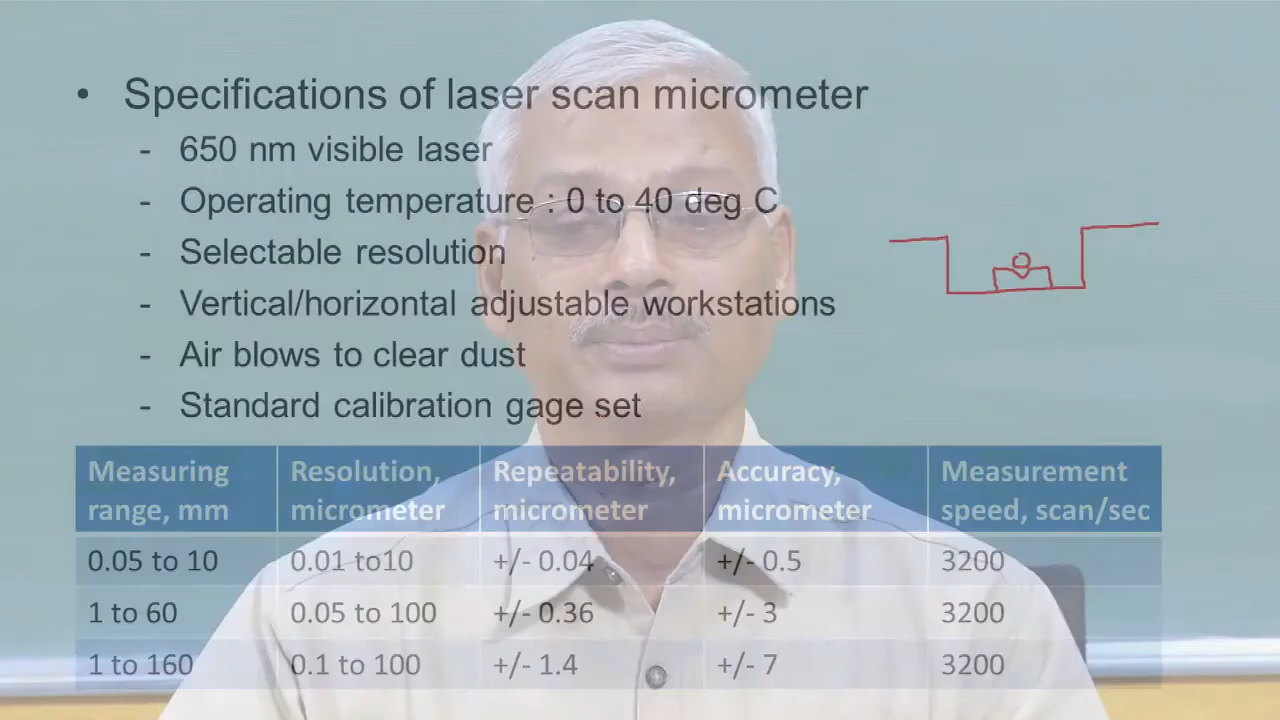 • Specifications of laser scan micrometer
- 650 nm visible laser
- Operating temperature : 0 to 40 deg C
- Selectable resolution
- Vertical/horizontal adjustable workstations
- Air blows to clear dust
- Standard calibration gage set
Measuring range, mm Resolution, micrometer Repeatability, micrometer Accuracy, micrometer Measurement speed, scan/sec
0.05 to 10 0.01 to10 +/- 0.04 +/- 0.5 3200
1 to 60 0.05 to 100 +/- 0.36 +/- 3 3200
1 to 160 0.1 to 100 +/- 1.4 +/- 7 3200